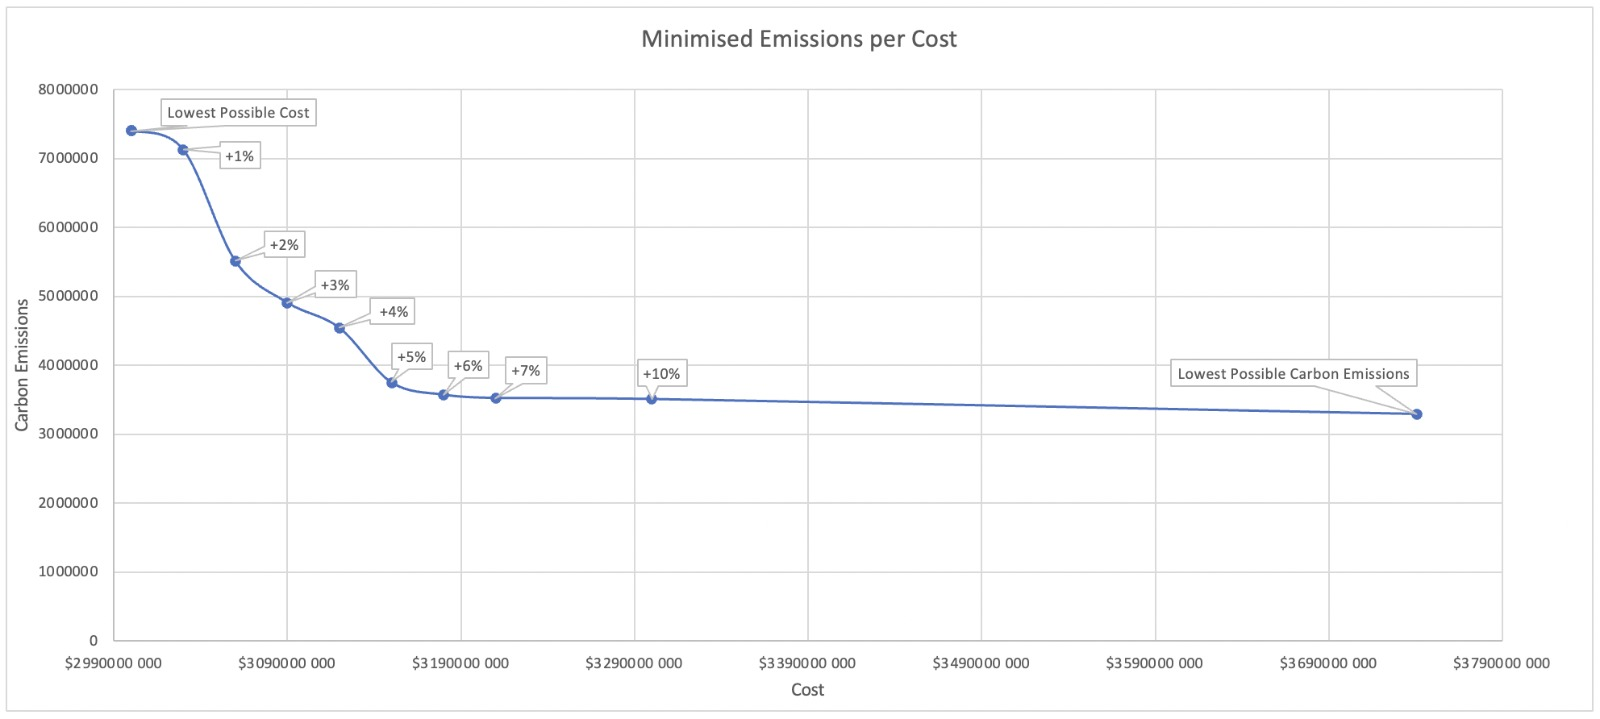 Minimised Emissions per Cost
8000000
Lowest Possible Cost
7000000
+1%
6000000
+2%
5000000
+3%
+4%
4000000
+5%
+6%
+7%
+10%
Lowest Possible Carbon Emissions
3000000
2000000
1000000
0
Carbon Emissions
$2990000 000 $3090000 000 $3190000 000 $3290000 000 $3390000 000 $3490000 000 $3590000 000 $3690000 000 $3790000 000
Cost